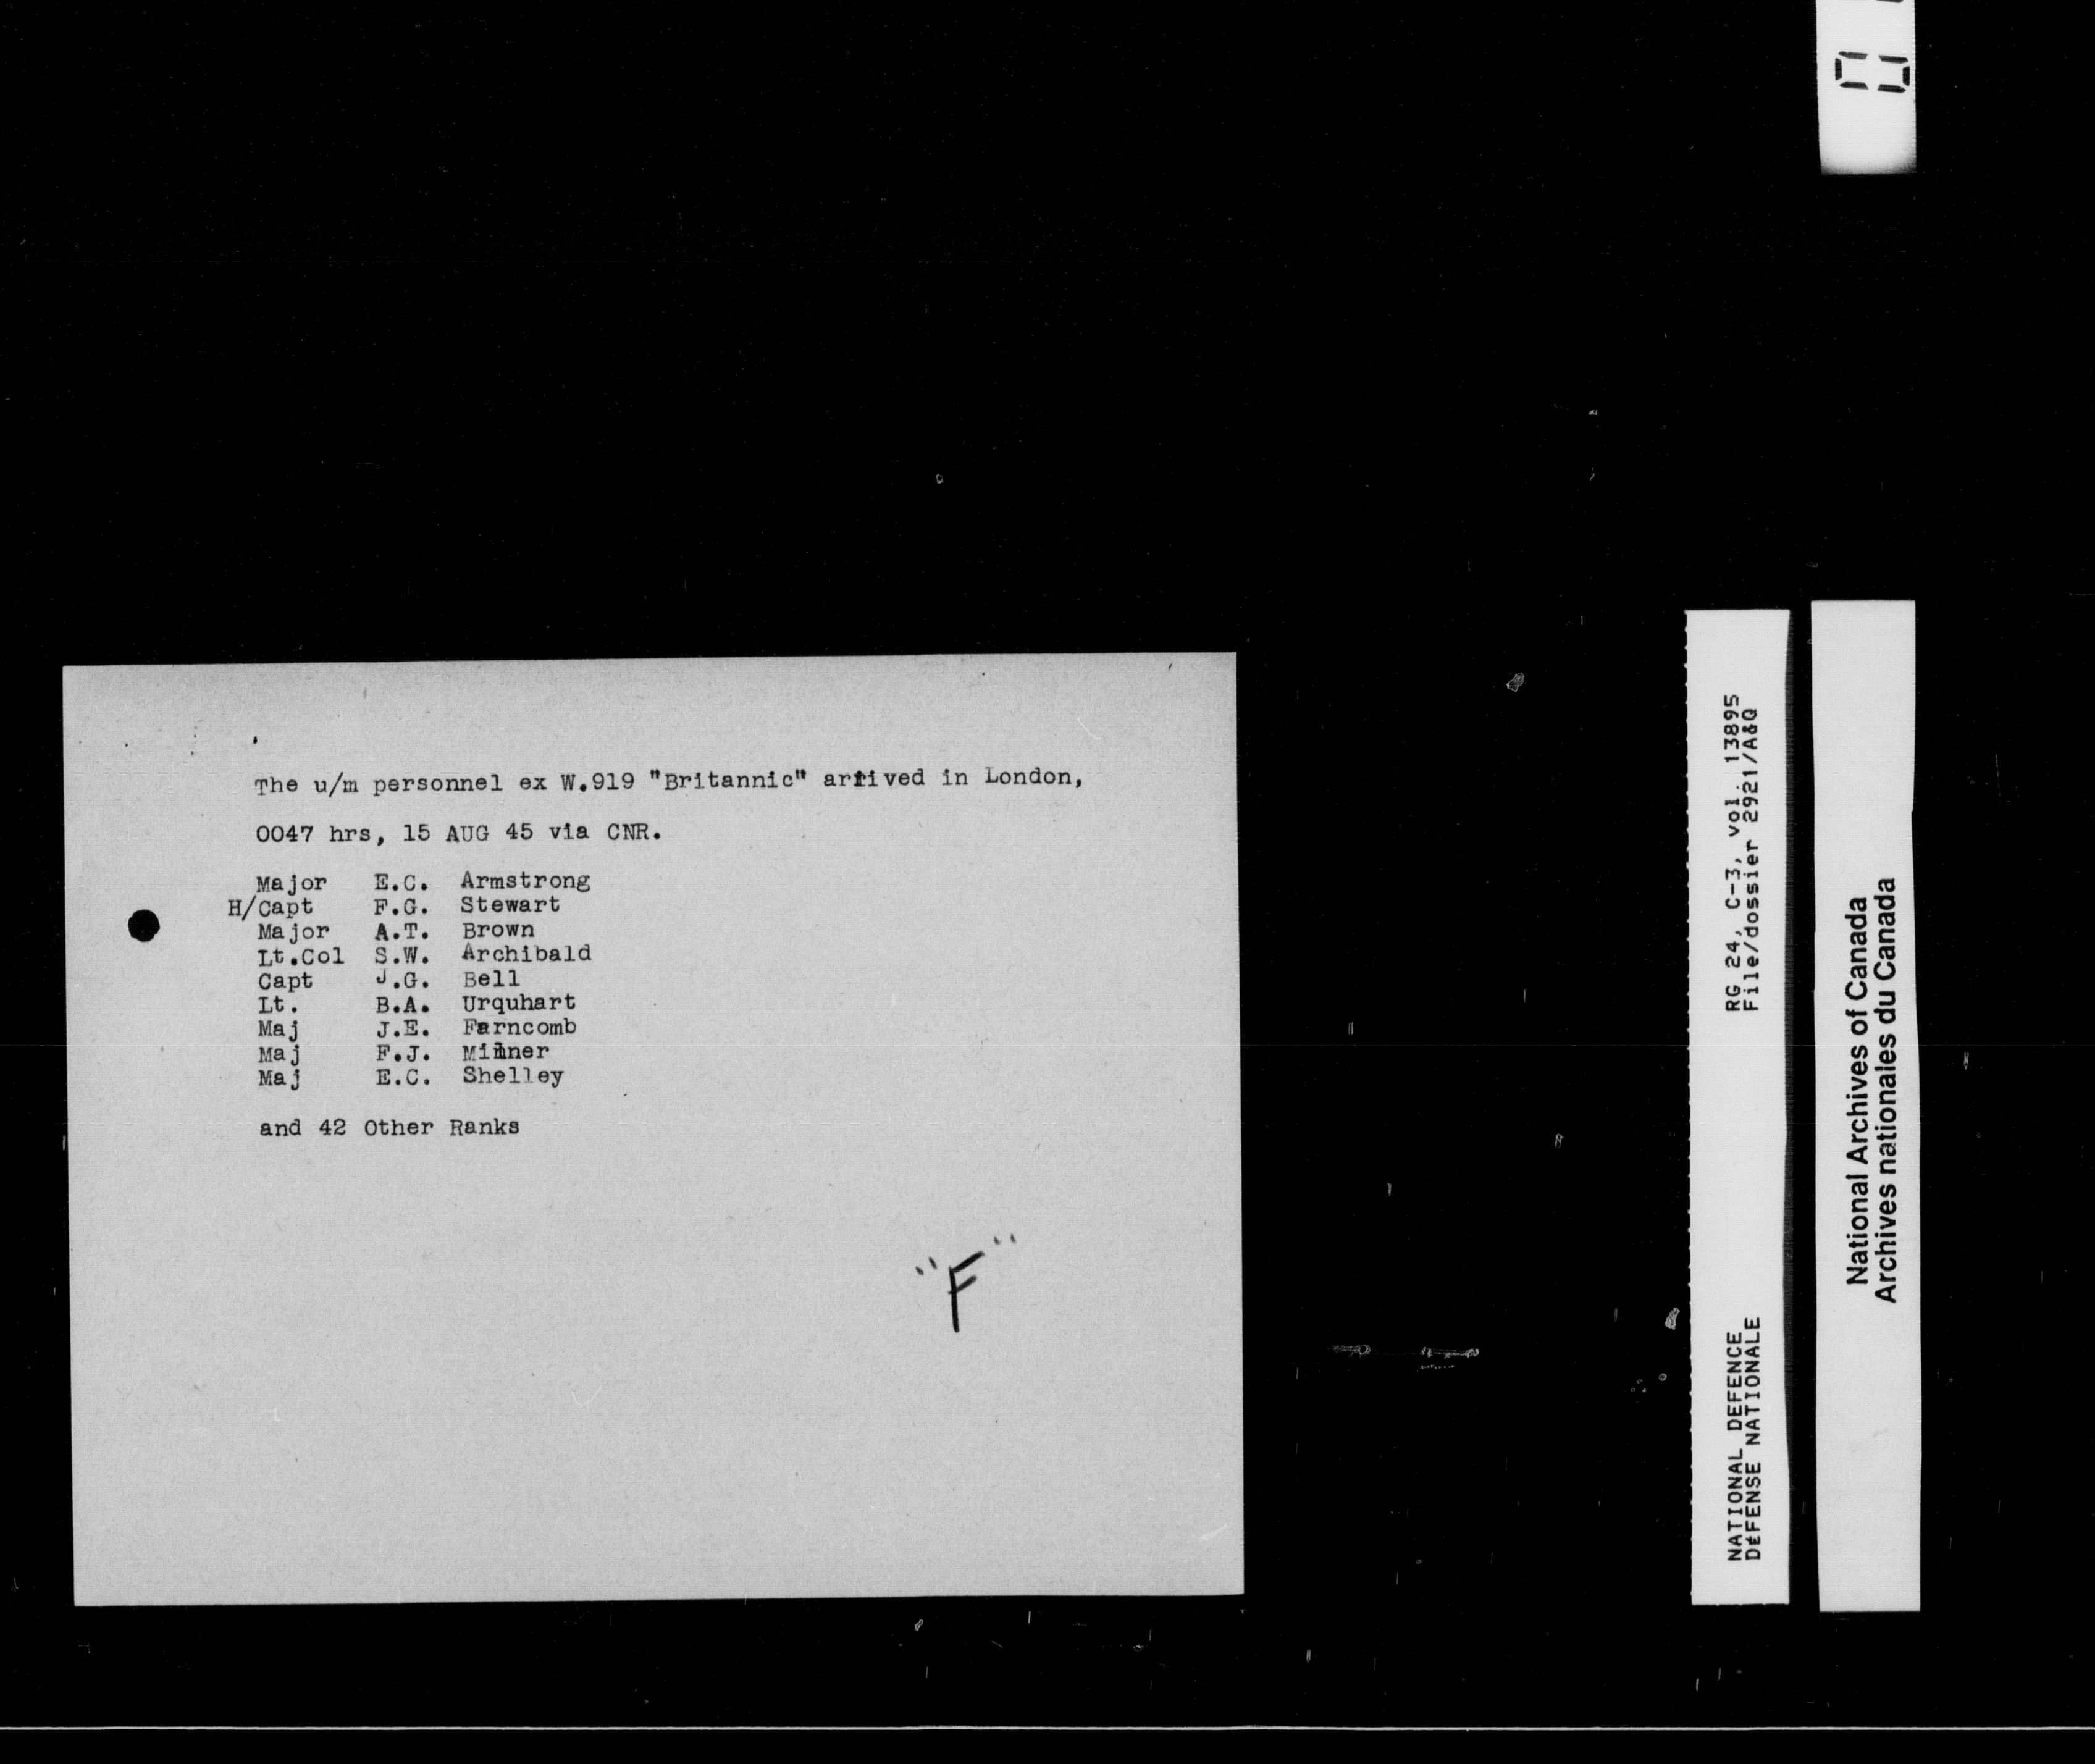 The u/m personnel ex W.919 "Britannic" arrived in London,
0047 hrs, 15 AUG 45 via CNR.
Major E.C. Armstrong
H/Capt F.G. Stewart
Major A.T. Brown
Lt.Col S.W. Archibald
Capt J.G. Bell
Lt. B.A. Urquhart
Maj J.E. Farncomb
Maj F.J. Milner
Maj E.C. Shelley
and 42 Other Ranks
"F"
NATIONAL DEFENCE RG 24, C-3, vol. 13895
DéFENSE NATIONALE File/dossier 2921/A&Q
National Archives of Canada
Archives nationales du Canada